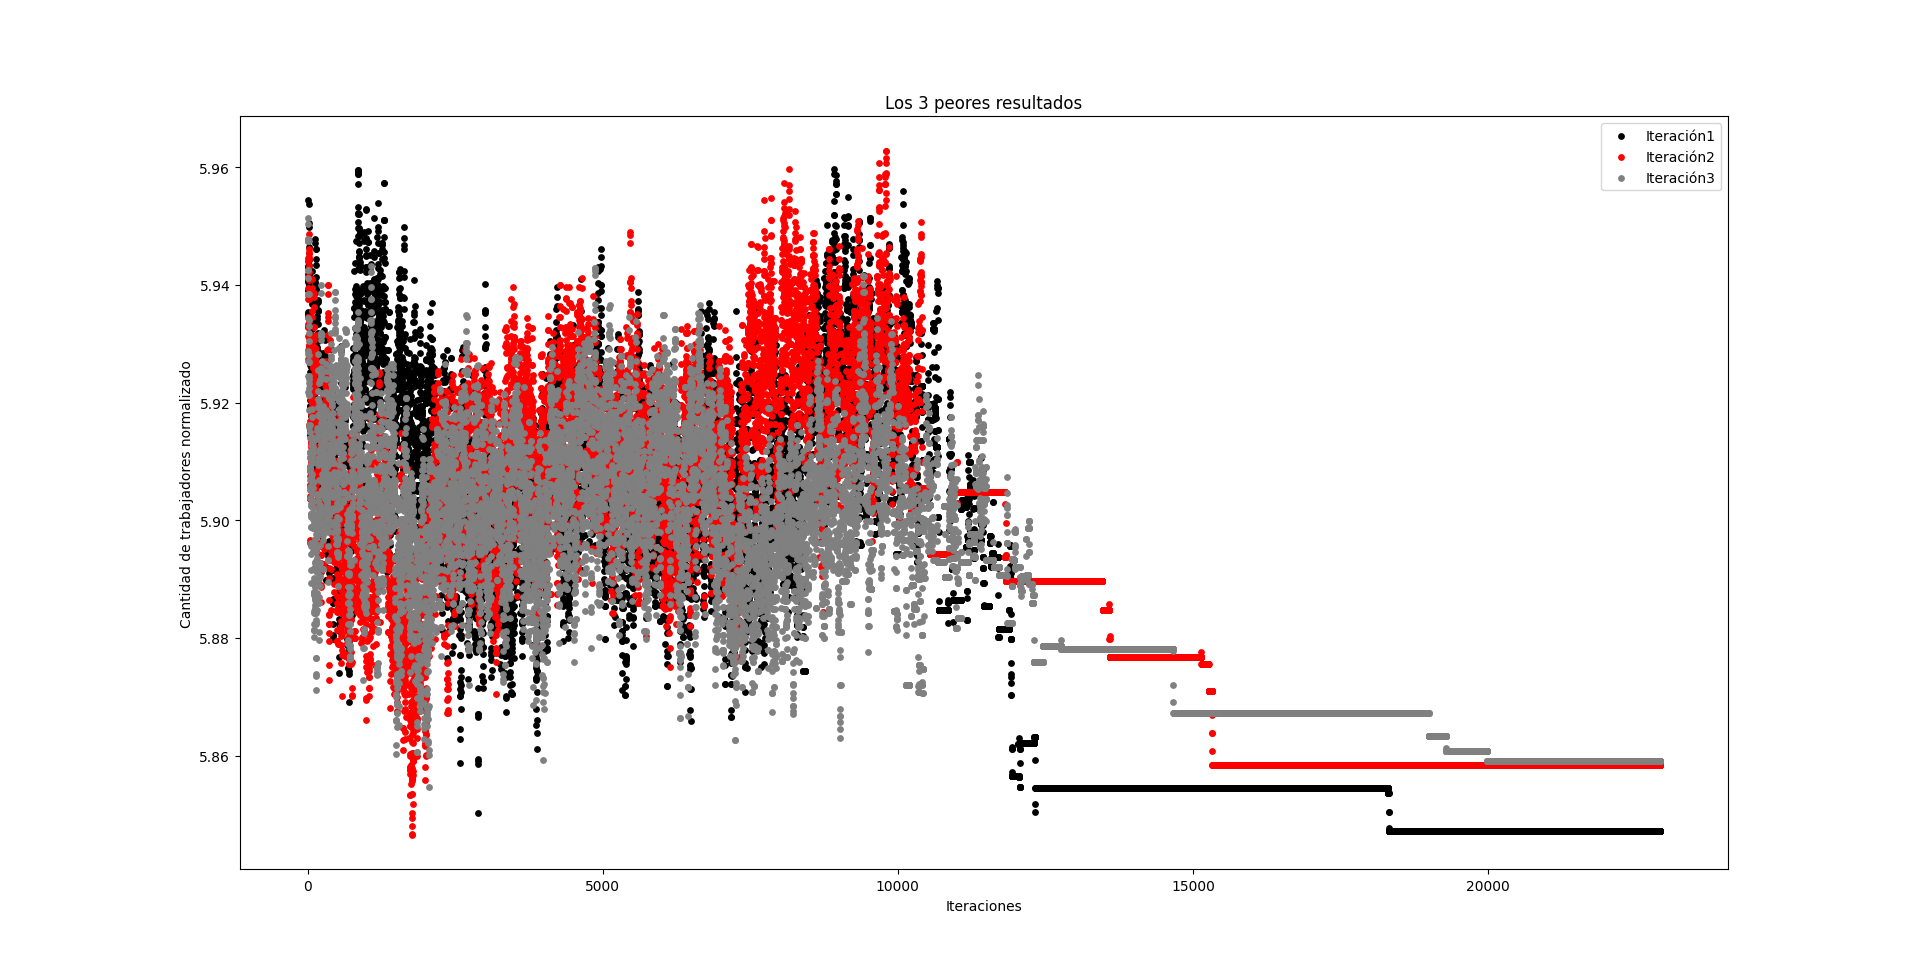 Los 3 peores resultados
Iteración1
Iteración2
Iteración3
Cantidad de trabajadores normalizado
5.96
5.94
5.92
5.90
5.88
5.86
0
5000
10000
15000
20000
Iteraciones